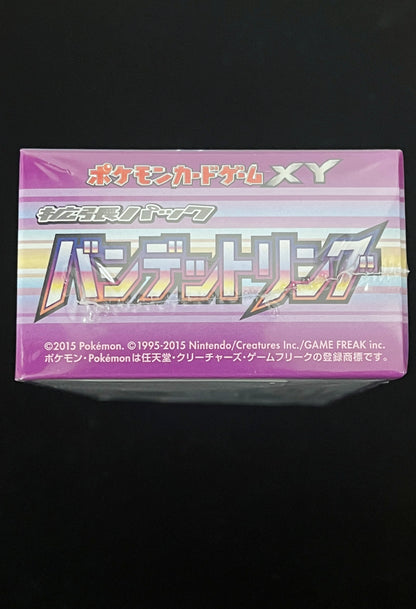 ポケモンカードゲーム XY
拡張パック
バンデットリング
©2015 Pokémon. ©1995-2015 Nintendo/Creatures Inc./GAME FREAK inc.
ポケモン・Pokémonは任天堂・クリーチャーズ・ゲームフリークの登録商標です。